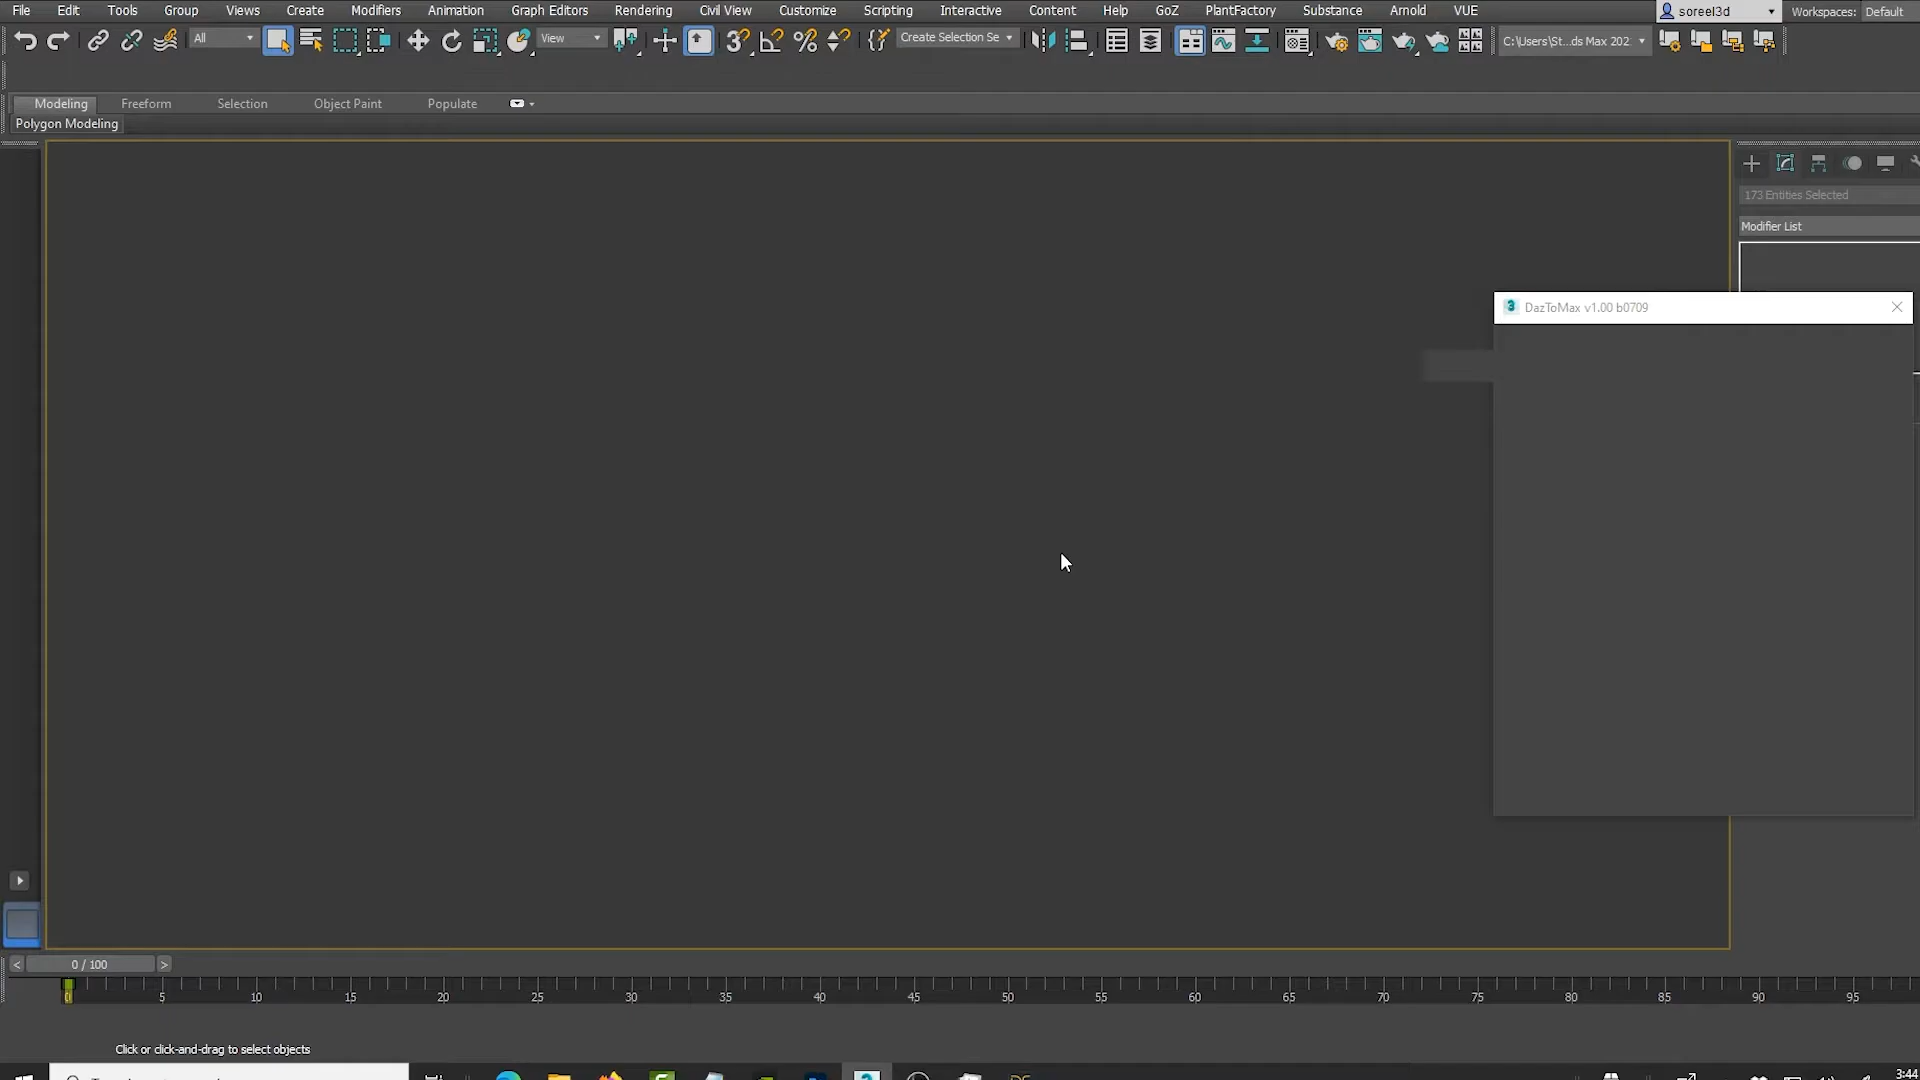 File Edit Tools Group Views Create Modifiers Animation Graph Editors Rendering Civil View Customize Scripting Interactive Content Help GoZ PlantFactory Substance Arnold VUE soreel3d Workspaces: Default
All View Create Selection Se C:\Users\St...ds Max 202
Modeling Freeform Selection Object Paint Populate
Polygon Modeling
173 Entities Selected
Modifier List
DazToMax v1.00 b0709
< 0 / 100 >
0 5 10 15 20 25 30 35 40 45 50 55 60 65 70 75 80 85 90 95
Click or click-and-drag to select objects
3:44